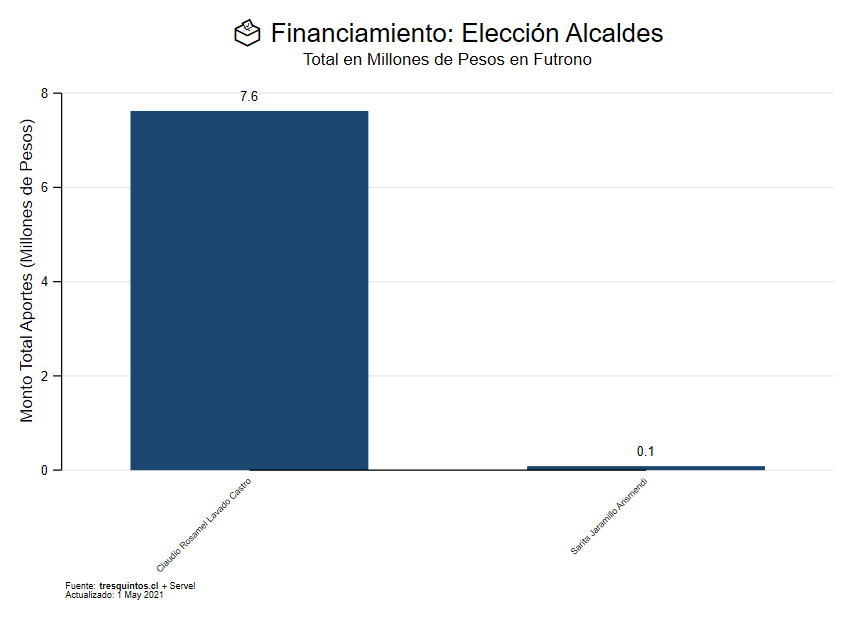 Financiamiento: Elección Alcaldes
Total en Millones de Pesos en Futrono
Monto Total Aportes (Millones de Pesos)
8
6
4
2
0
7.6
0.1
Claudio Rosamel Lavado Castro
Sarita Jaramillo Arismendi
Fuente: tresquintos.cl + Servel
Actualizado: 1 May 2021